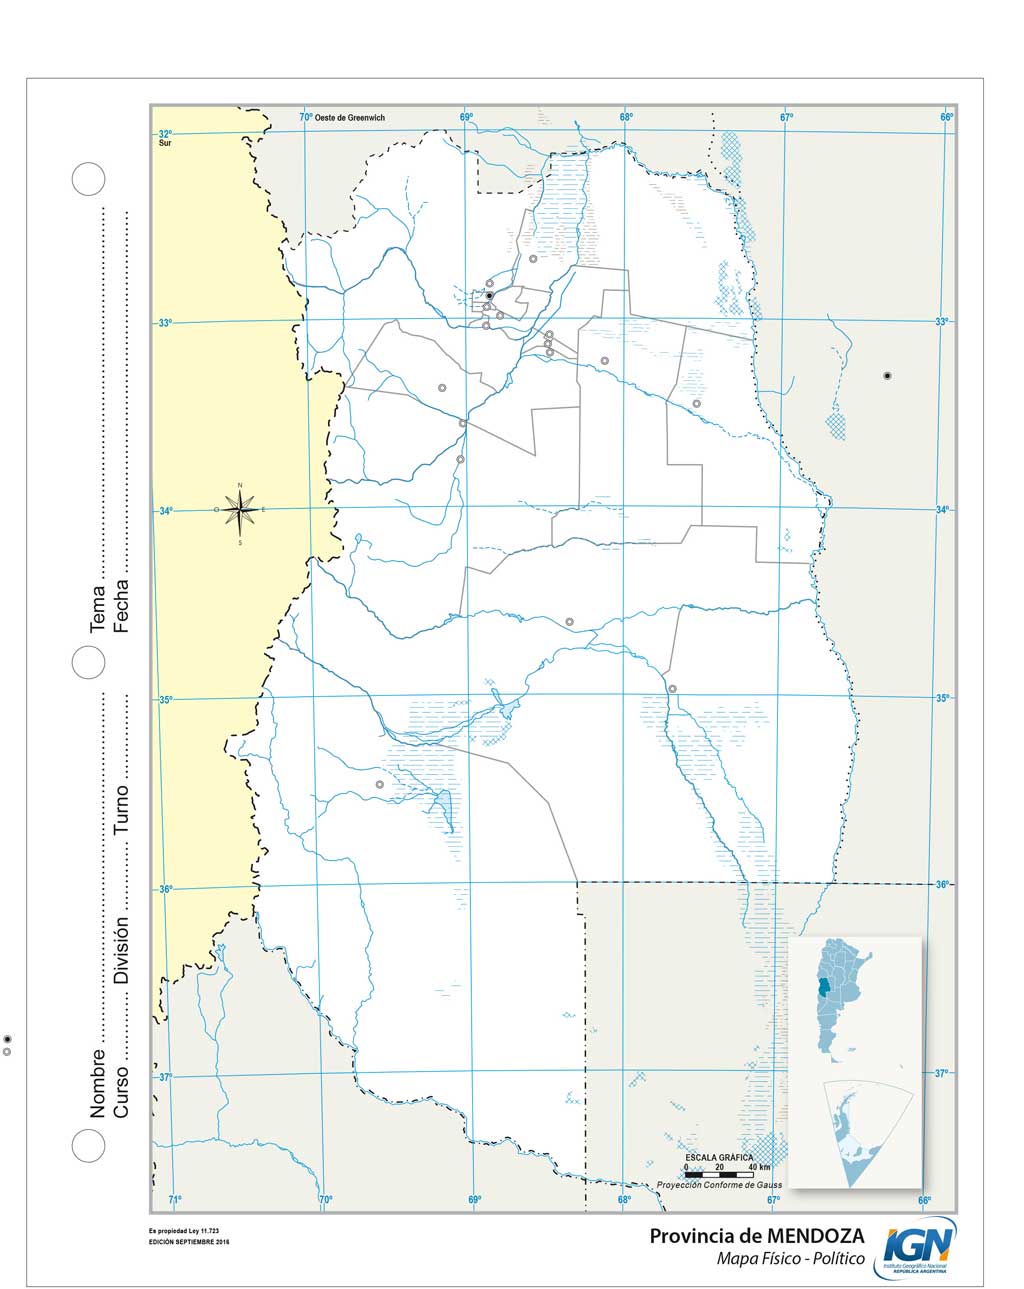 70° Oeste de Greenwich
69°
68°
67°
66°
32°
Sur
33°
33°
N
O
E
S
34°
34°
35°
35°
36°
36°
37°
37°
71°
70°
69°
68°
67°
66°
ESCALA GRÁFICA
0 20 40 km
Proyección Conforme de Gauss
Nombre ........ Tema ........
Curso ........ División ........ Turno ........ Fecha ........
Es propiedad Ley 11.723
EDICIÓN SEPTIEMBRE 2016
Provincia de MENDOZA
Mapa Físico - Político
IGN
Instituto Geográfico Nacional
REPÚBLICA ARGENTINA